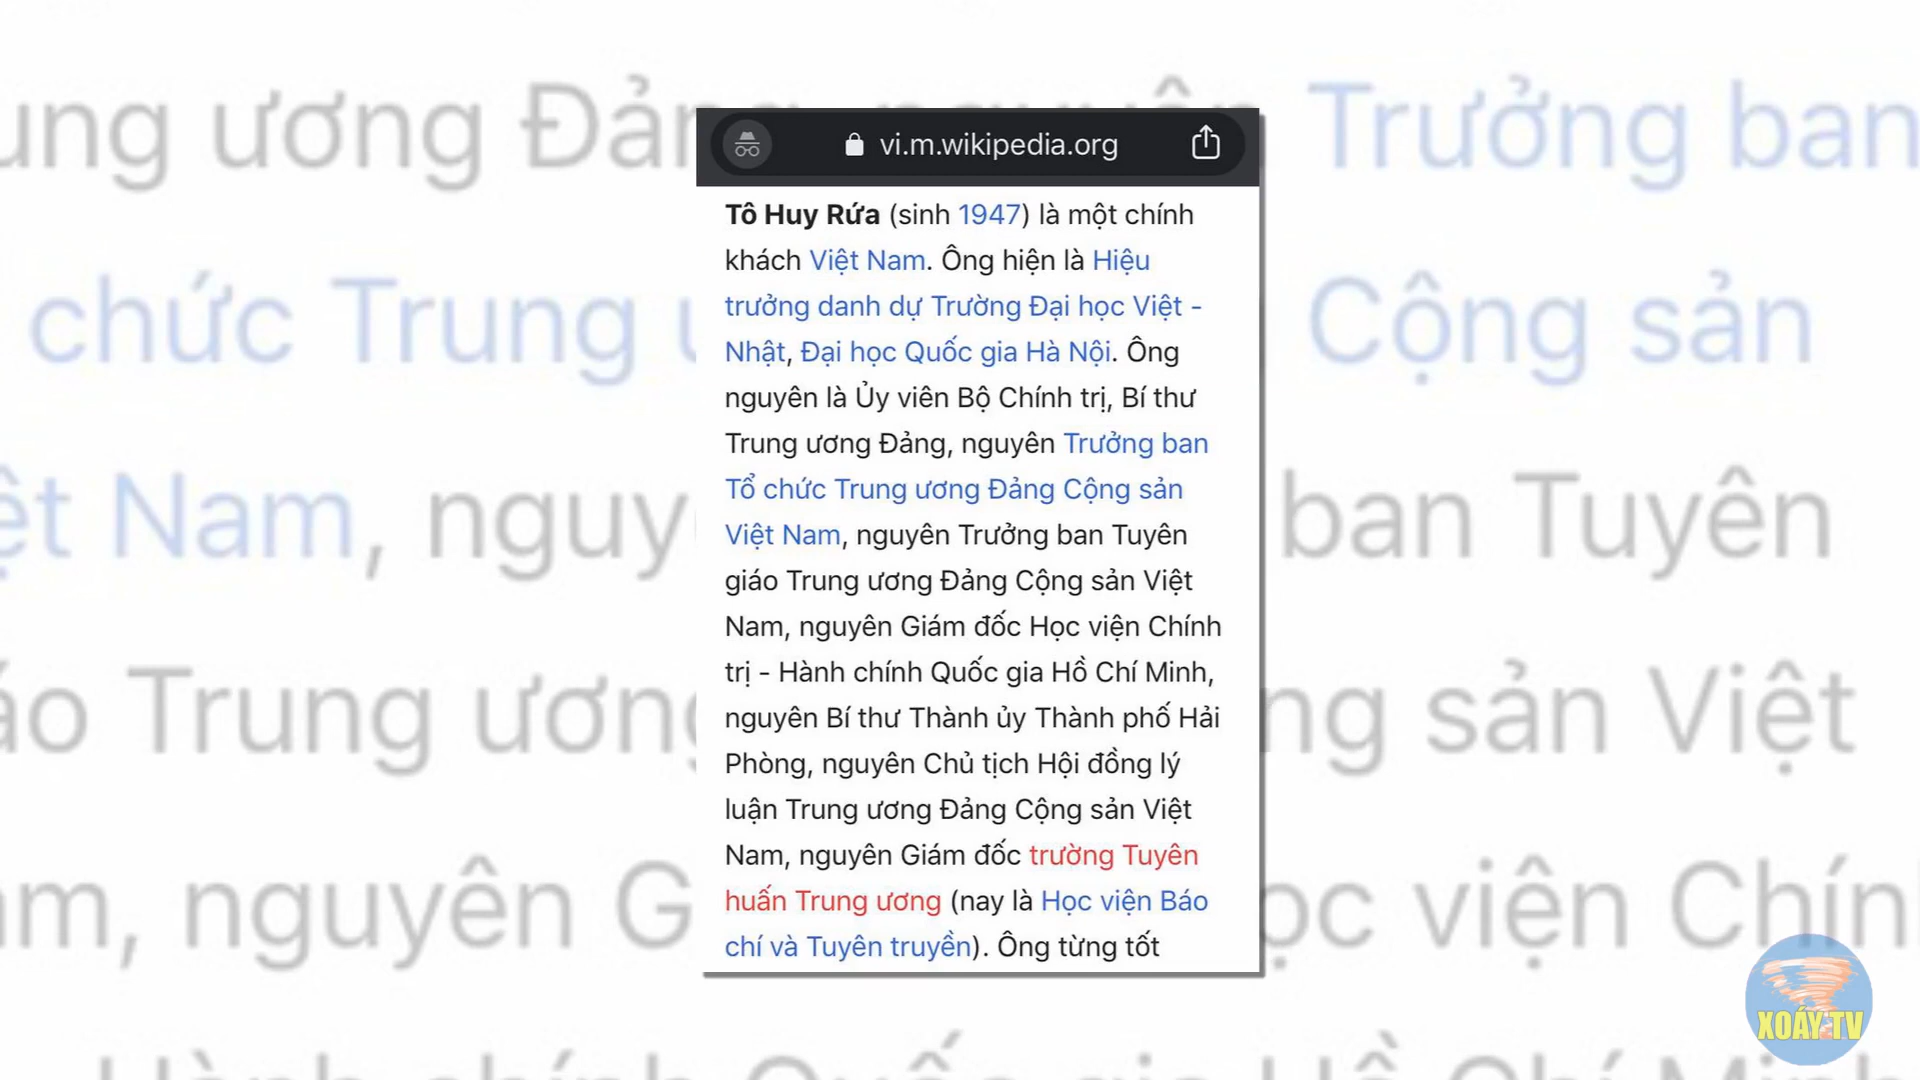 vi.m.wikipedia.org
Tô Huy Rứa (sinh 1947) là một chính
khách Việt Nam. Ông hiện là Hiệu
trưởng danh dự Trường Đại học Việt -
Nhật, Đại học Quốc gia Hà Nội. Ông
nguyên là Ủy viên Bộ Chính trị, Bí thư
Trung ương Đảng, nguyên Trưởng ban
Tổ chức Trung ương Đảng Cộng sản
Việt Nam, nguyên Trưởng ban Tuyên
giáo Trung ương Đảng Cộng sản Việt
Nam, nguyên Giám đốc Học viện Chính
trị - Hành chính Quốc gia Hồ Chí Minh,
nguyên Bí thư Thành ủy Thành phố Hải
Phòng, nguyên Chủ tịch Hội đồng lý
luận Trung ương Đảng Cộng sản Việt
Nam, nguyên Giám đốc trường Tuyên
huấn Trung ương (nay là Học viện Báo
chí và Tuyên truyền). Ông từng tốt
XOÁY TV